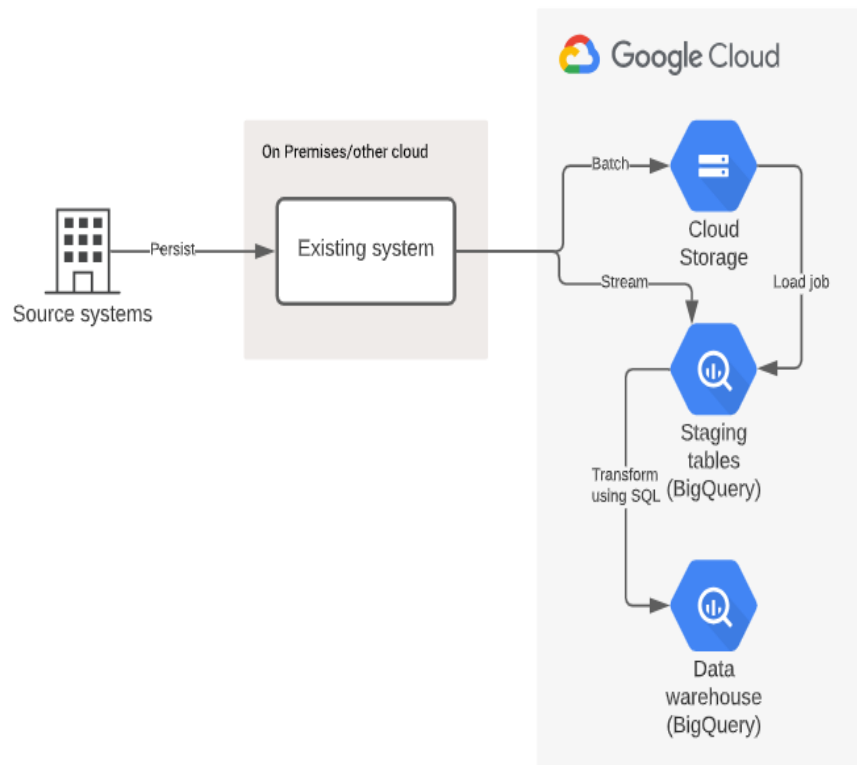 Google Cloud
On Premises/other cloud
Batch
Existing system
Persist
Cloud
Storage
Stream
Load job
Source systems
Staging
tables
(BigQuery)
Transform
using SQL
Data
warehouse
(BigQuery)